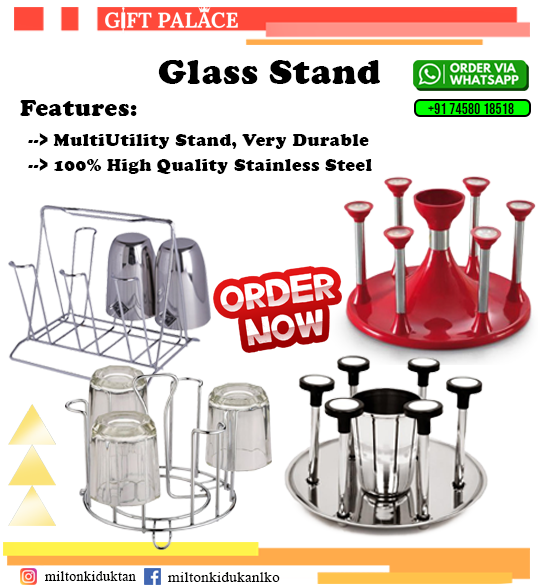 GIFT PALACE
Glass Stand
ORDER VIA
WHATSAPP
+91 74580 18518
Features:
--> MultiUtility Stand, Very Durable
--> 100% High Quality Stainless Steel
ORDER
NOW
miltonkiduktan
miltonkidukanlko